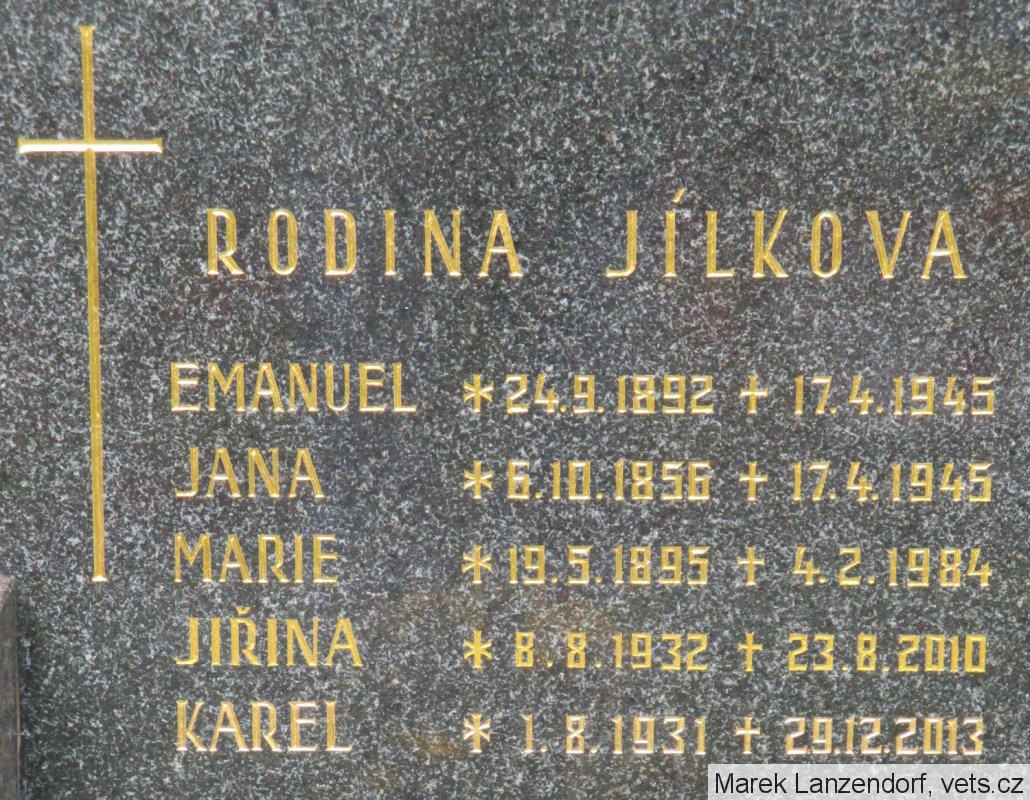 RODINA JÍLKOVA
EMANUEL * 24.9.1892 ✝ 17.4.1945
JANA * 6.10.1856 ✝ 17.4.1945
MARIE * 19.5.1895 ✝ 4.2.1984
JIŘINA * 8.8.1932 ✝ 23.8.2010
KAREL * 1.8.1931 ✝ 29.12.2013
Marek Lanzendorf, vets.cz